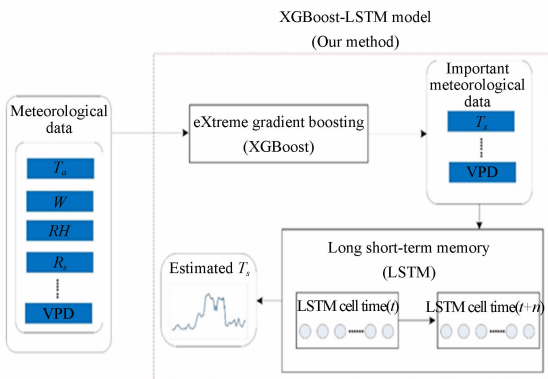 XGBoost-LSTM model
(Our method)
Meteorological
data
Ta
W
RH
Rs
VPD
eXtreme gradient boosting
(XGBoost)
Important
meteorological
data
Ts
VPD
Long short-term memory
(LSTM)
LSTM cell time(t)
LSTM cell time(t+n)
Estimated Ts